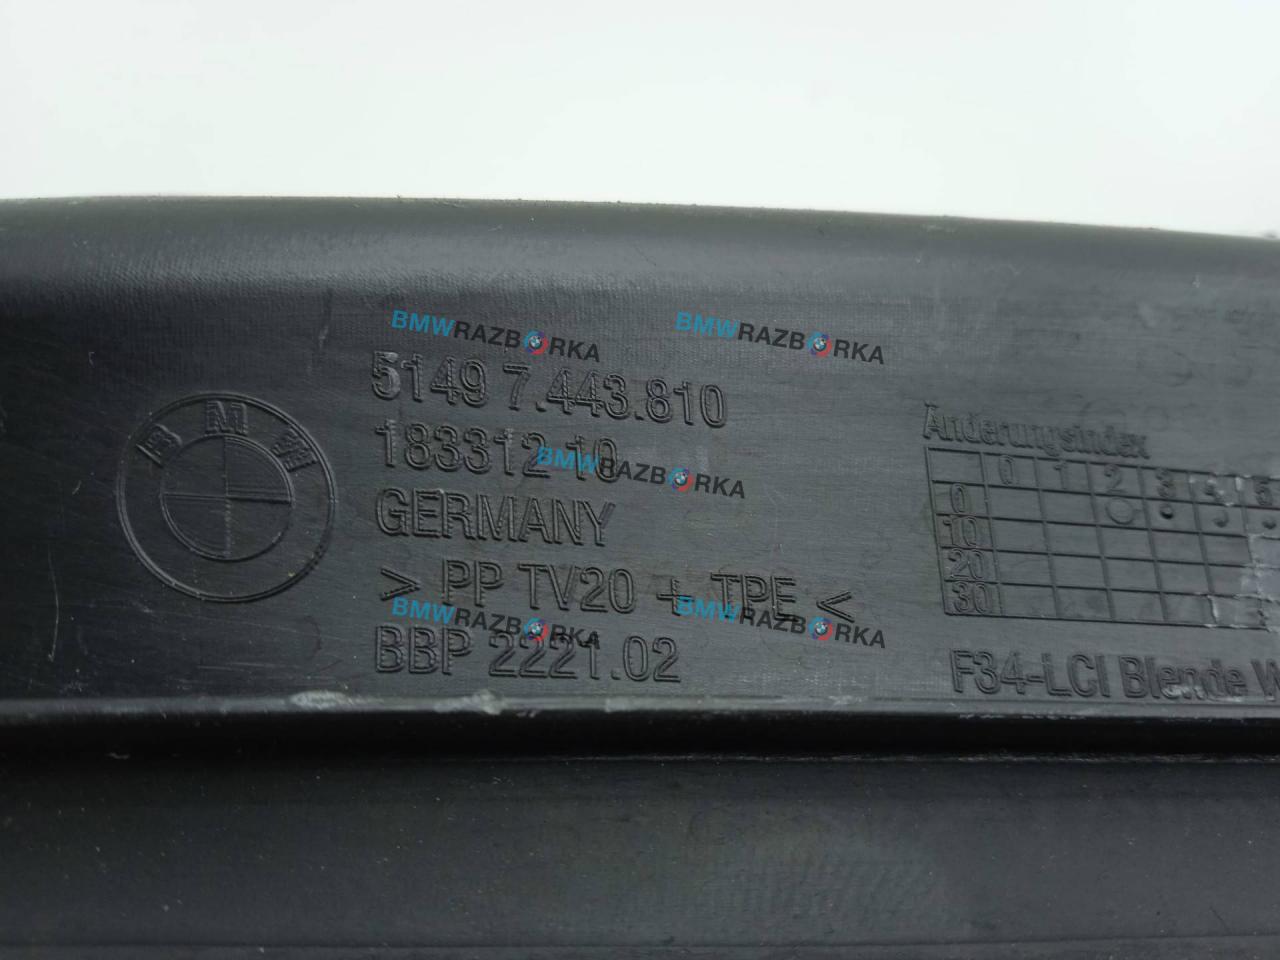 BMWRAZBORKA
BMWRAZBORKA
BMW
5149 7.443.810
183312 10
BMWRAZBORKA
GERMANY
> PP TV20 + TPE <
BMWRAZBORKA
BMWRAZBORKA
BBP 2221.02
Änderungsindex
0 1 2 3 4 5
0
10
20
30
F34-LCI Blende W